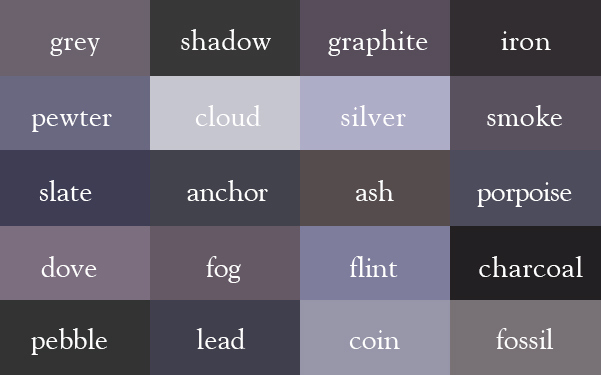 grey shadow graphite iron
pewter cloud silver smoke
slate anchor ash porpoise
dove fog flint charcoal
pebble lead coin fossil